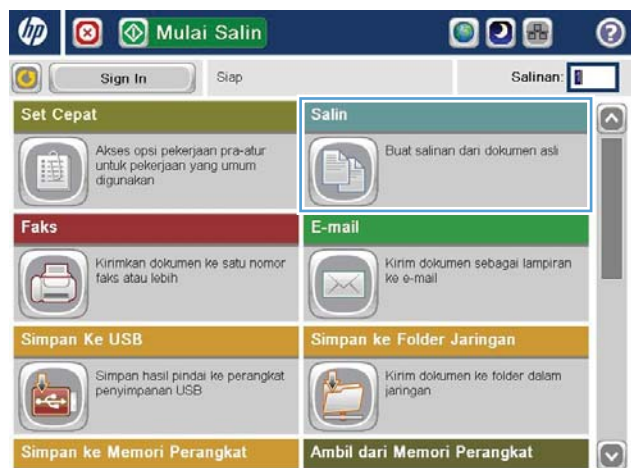 hp
Mulai Salin
?
Sign In
Siap
Salinan: 1
Set Cepat
Akses opsi pekerjaan pra-atur
untuk pekerjaan yang umum
digunakan
Salin
Buat salinan dari dokumen asli
Faks
Kirimkan dokumen ke satu nomor
faks atau lebih
E-mail
Kirim dokumen sebagai lampiran
ke e-mail
Simpan Ke USB
Simpan hasil pindai ke perangkat
penyimpanan USB
Simpan ke Folder Jaringan
Kirim dokumen ke folder dalam
jaringan
Simpan ke Memori Perangkat
Ambil dari Memori Perangkat